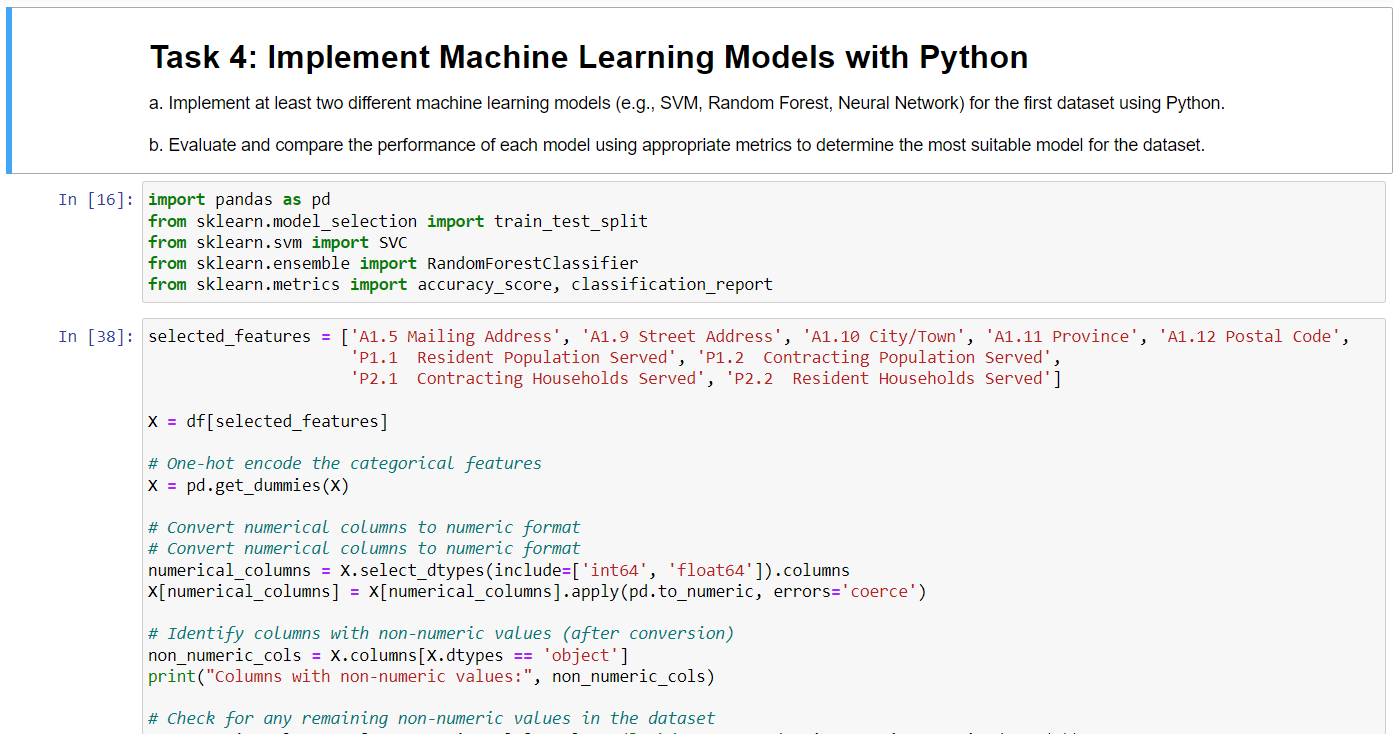 Task 4: Implement Machine Learning Models with Python
a. Implement at least two different machine learning models (e.g., SVM, Random Forest, Neural Network) for the first dataset using Python.
b. Evaluate and compare the performance of each model using appropriate metrics to determine the most suitable model for the dataset.
In [16]: import pandas as pd
from sklearn.model_selection import train_test_split
from sklearn.svm import SVC
from sklearn.ensemble import RandomForestClassifier
from sklearn.metrics import accuracy_score, classification_report
In [38]: selected_features = ['A1.5 Mailing Address', 'A1.9 Street Address', 'A1.10 City/Town', 'A1.11 Province', 'A1.12 Postal Code',
'P1.1  Resident Population Served', 'P1.2  Contracting Population Served',
'P2.1  Contracting Households Served', 'P2.2  Resident Households Served']
X = df[selected_features]
# One-hot encode the categorical features
X = pd.get_dummies(X)
# Convert numerical columns to numeric format
# Convert numerical columns to numeric format
numerical_columns = X.select_dtypes(include=['int64', 'float64']).columns
X[numerical_columns] = X[numerical_columns].apply(pd.to_numeric, errors='coerce')
# Identify columns with non-numeric values (after conversion)
non_numeric_cols = X.columns[X.dtypes == 'object']
print("Columns with non-numeric values:", non_numeric_cols)
# Check for any remaining non-numeric values in the dataset